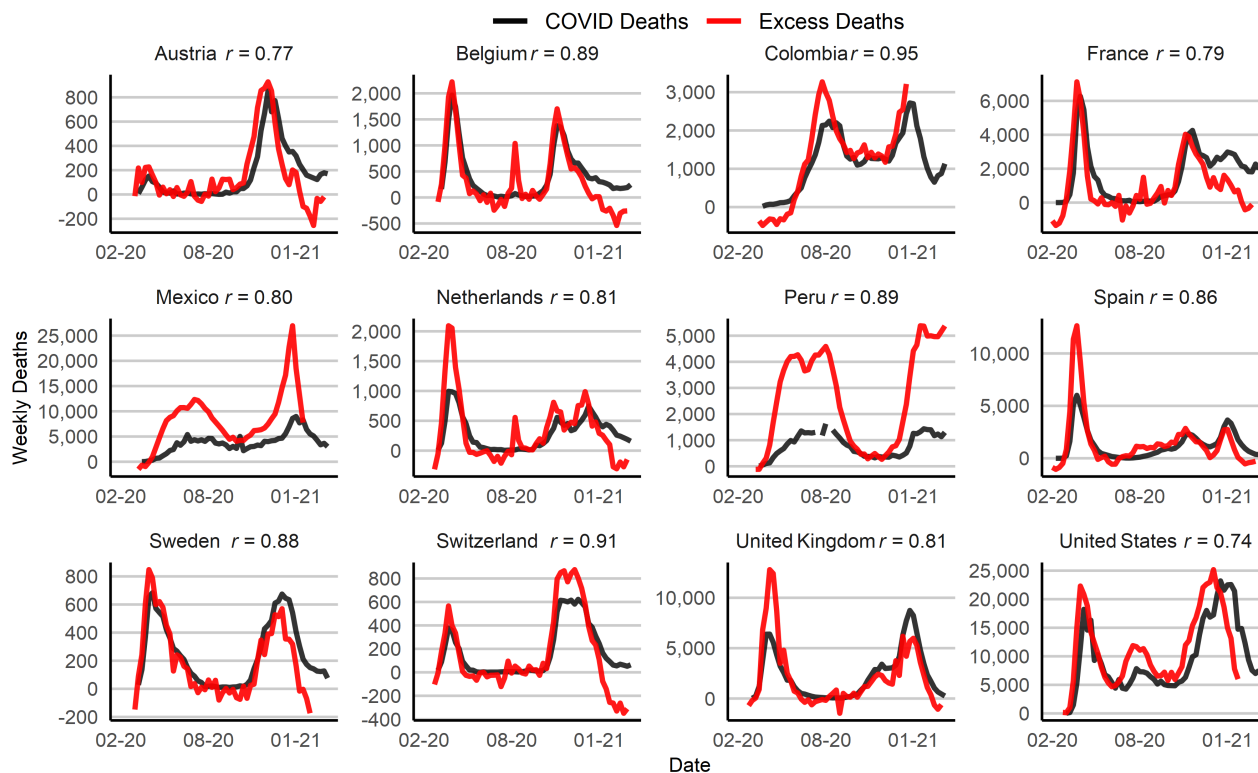 COVID Deaths Excess Deaths
Austria r = 0.77
Belgium r = 0.89
Colombia r = 0.95
France r = 0.79
800
600
400
200
0
-200
02-20 08-20 01-21
2,000
1,500
1,000
500
0
-500
02-20 08-20 01-21
3,000
2,000
1,000
0
02-20 08-20 01-21
6,000
4,000
2,000
0
02-20 08-20 01-21
Weekly Deaths
Mexico r = 0.80
Netherlands r = 0.81
Peru r = 0.89
Spain r = 0.86
25,000
20,000
15,000
10,000
5,000
0
02-20 08-20 01-21
2,000
1,500
1,000
500
0
02-20 08-20 01-21
5,000
4,000
3,000
2,000
1,000
0
02-20 08-20 01-21
10,000
5,000
0
02-20 08-20 01-21
Sweden r = 0.88
Switzerland r = 0.91
United Kingdom r = 0.81
United States r = 0.74
800
600
400
200
0
-200
02-20 08-20 01-21
800
600
400
200
0
-200
-400
02-20 08-20 01-21
10,000
5,000
0
02-20 08-20 01-21
25,000
20,000
15,000
10,000
5,000
0
02-20 08-20 01-21
Date